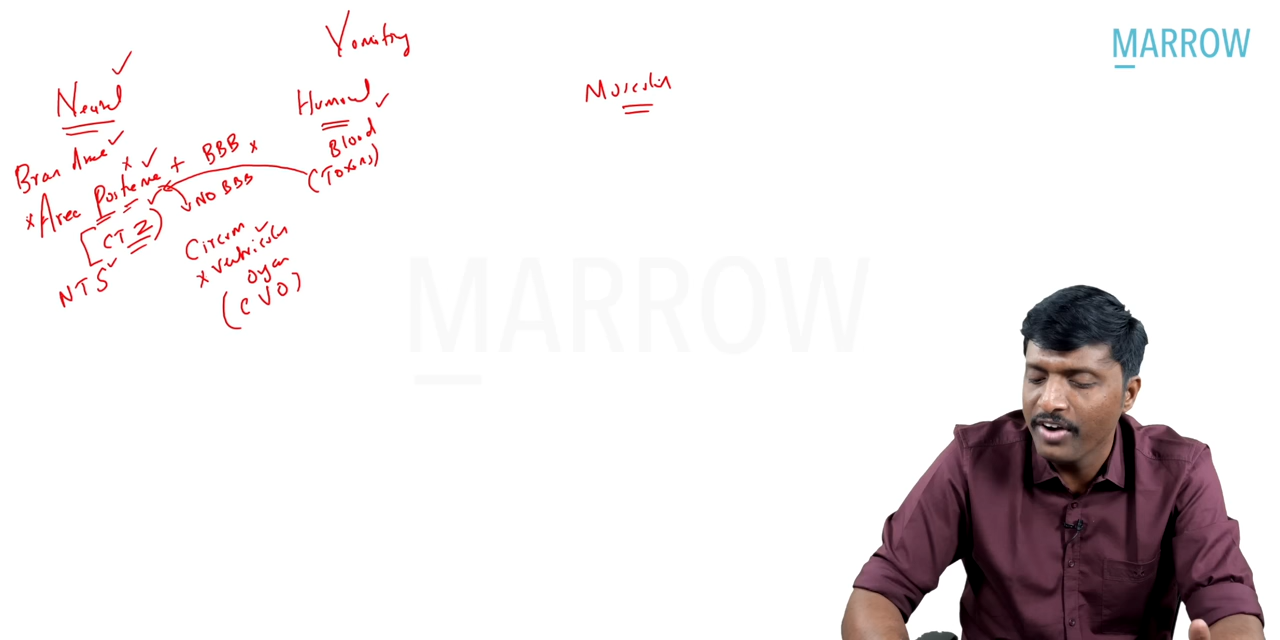 Vomiting
MARROW
Neural
Humoral
Muscular
Brain
Blood
(Toxins)
+ BBB x
x Area Postrema
NO BBB
[CTZ)
NTS
Circum
x ventricular
organ
(CVO)
MARROW